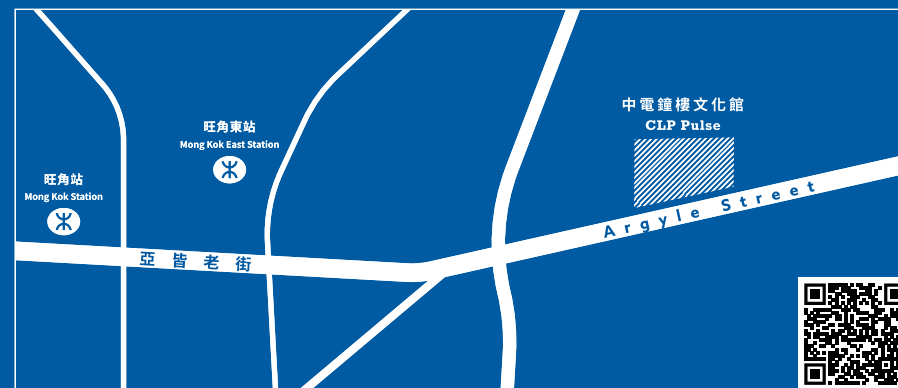 中電鐘樓文化館
CLP Pulse
旺角東站
Mong Kok East Station
旺角站
Mong Kok Station
Argyle Street
亞皆老街